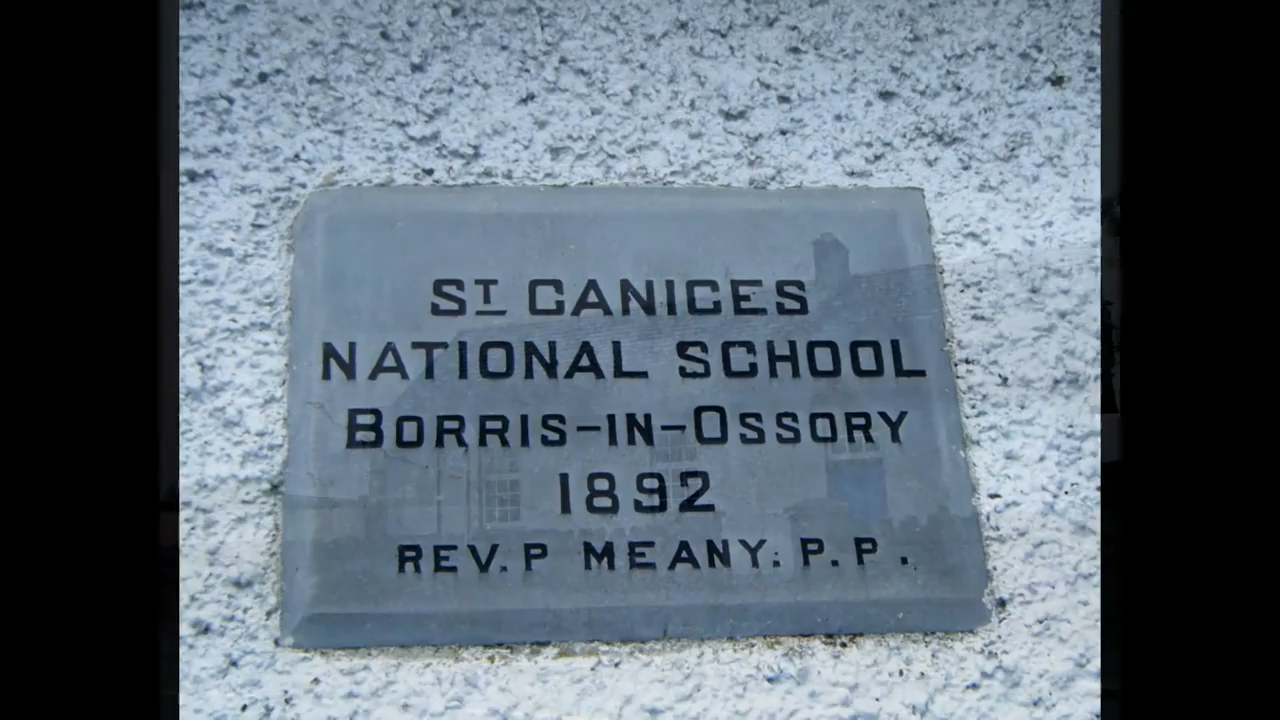 ST CANICES
NATIONAL SCHOOL
BORRIS-IN-OSSORY
1892
REV. P MEANY. P. P.